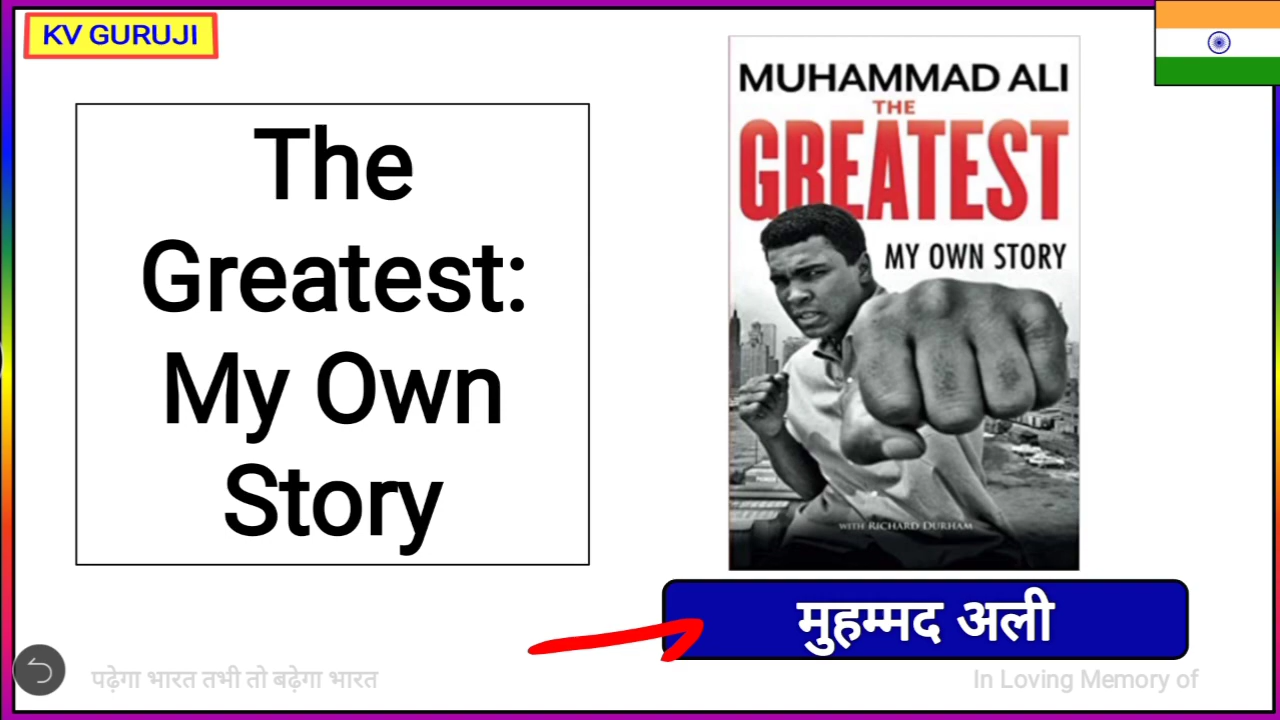 KV GURUJI
The
Greatest:
My Own
Story
MUHAMMAD ALI
THE
GREATEST
MY OWN STORY
WITH RICHARD DURHAM
मुहम्मद अली
पढ़ेगा भारत तभी तो बढ़ेगा भारत
In Loving Memory of